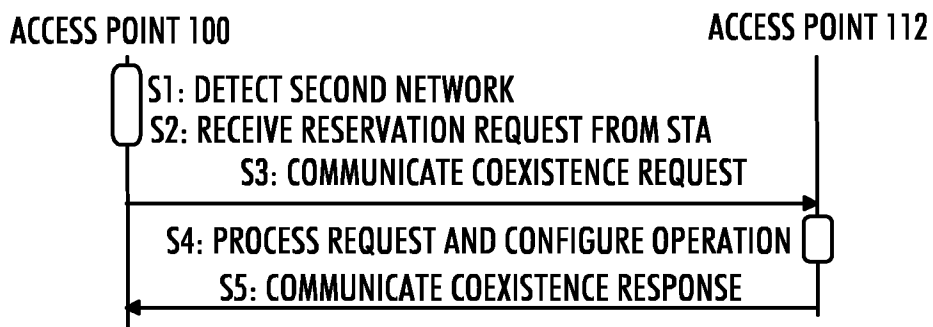 ACCESS POINT 100
ACCESS POINT 112
S1: DETECT SECOND NETWORK
S2: RECEIVE RESERVATION REQUEST FROM STA
S3: COMMUNICATE COEXISTENCE REQUEST
S4: PROCESS REQUEST AND CONFIGURE OPERATION
S5: COMMUNICATE COEXISTENCE RESPONSE